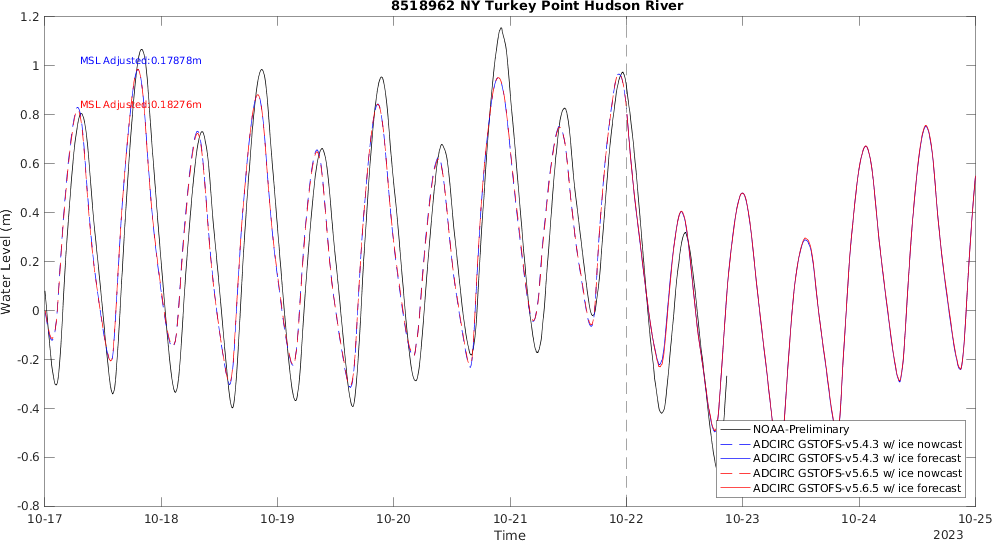 8518962 NY Turkey Point Hudson River
1.2
1
0.8
0.6
0.4
0.2
0
-0.2
-0.4
-0.6
-0.8
Water Level (m)
MSL Adjusted:0.17878m
MSL Adjusted:0.18276m
NOAA-Preliminary
ADCIRC GSTOFS-v5.4.3 w/ ice nowcast
ADCIRC GSTOFS-v5.4.3 w/ ice forecast
ADCIRC GSTOFS-v5.6.5 w/ ice nowcast
ADCIRC GSTOFS-v5.6.5 w/ ice forecast
10-17 10-18 10-19 10-20 10-21 10-22 10-23 10-24 10-25
Time
2023